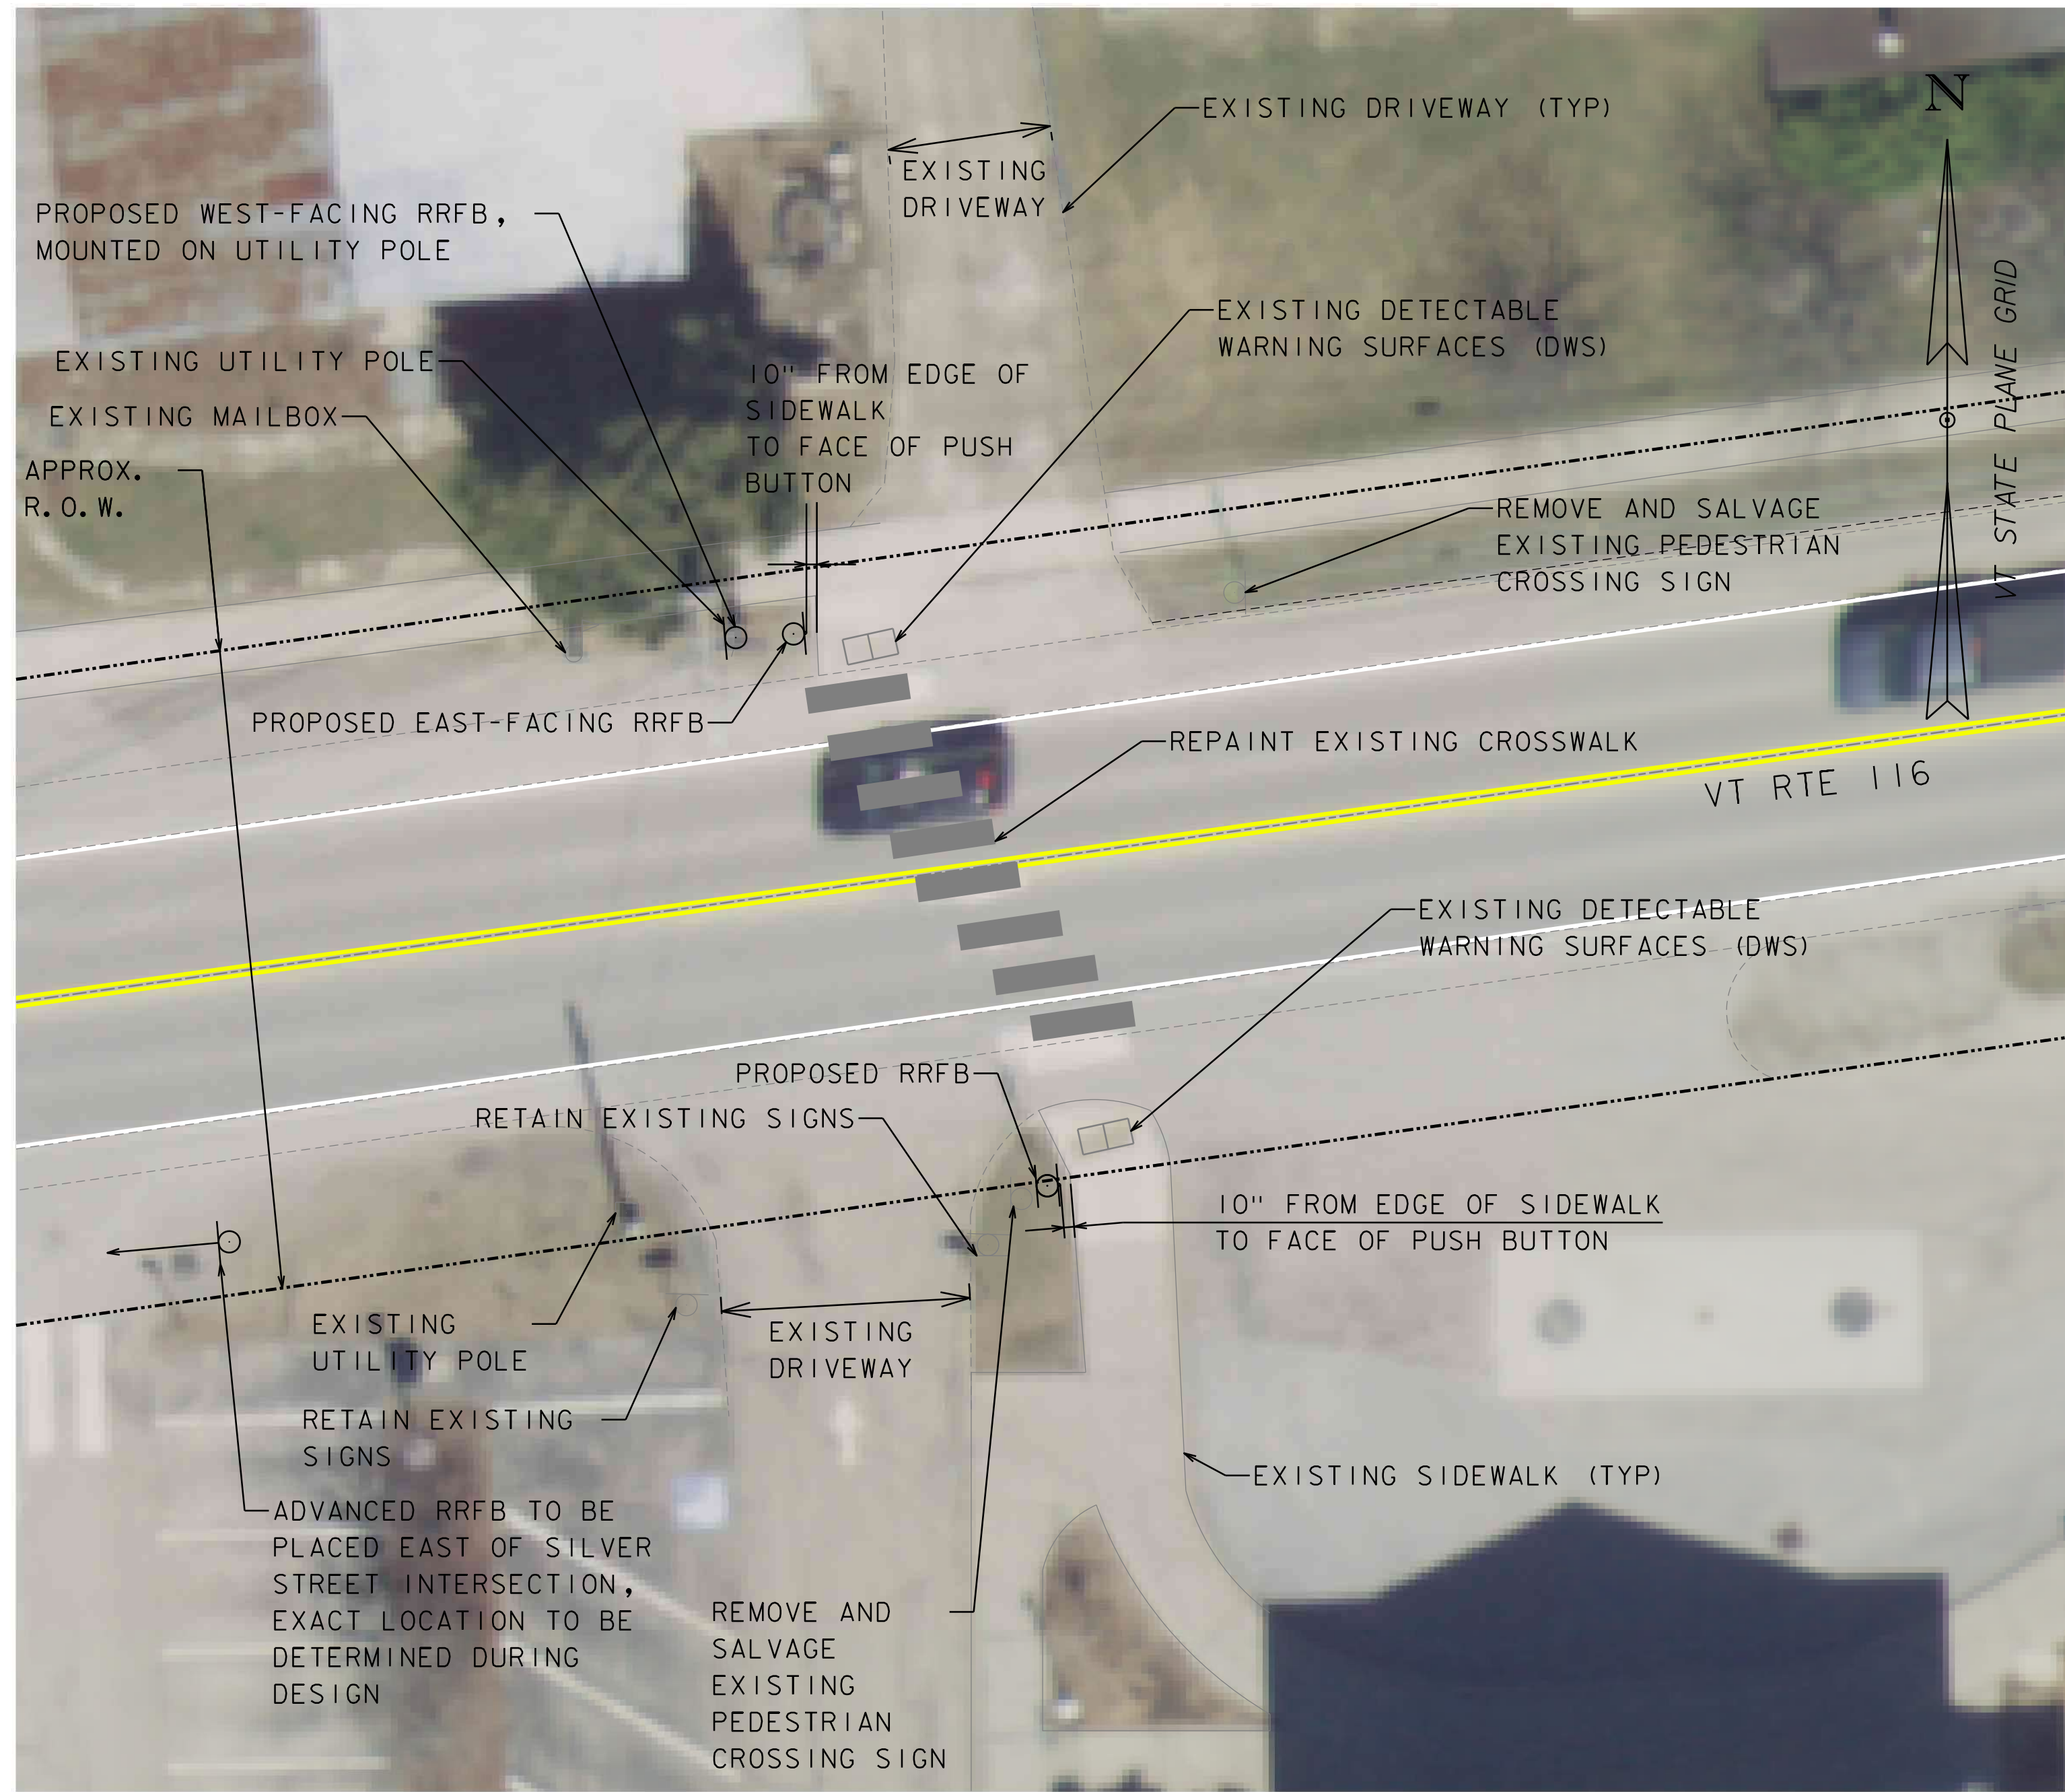 N
EXISTING DRIVEWAY (TYP)
EXISTING
DRIVEWAY
PROPOSED WEST-FACING RRFB,
MOUNTED ON UTILITY POLE
EXISTING DETECTABLE
WARNING SURFACES (DWS)
VT STATE PLANE GRID
EXISTING UTILITY POLE
10" FROM EDGE OF
SIDEWALK
TO FACE OF PUSH
BUTTON
EXISTING MAILBOX
APPROX.
R.O.W.
REMOVE AND SALVAGE
EXISTING PEDESTRIAN
CROSSING SIGN
PROPOSED EAST-FACING RRFB
REPAINT EXISTING CROSSWALK
VT RTE 116
EXISTING DETECTABLE
WARNING SURFACES (DWS)
PROPOSED RRFB
RETAIN EXISTING SIGNS
10" FROM EDGE OF SIDEWALK
TO FACE OF PUSH BUTTON
EXISTING
UTILITY POLE
EXISTING
DRIVEWAY
RETAIN EXISTING
SIGNS
EXISTING SIDEWALK (TYP)
ADVANCED RRFB TO BE
PLACED EAST OF SILVER
STREET INTERSECTION,
EXACT LOCATION TO BE
DETERMINED DURING
DESIGN
REMOVE AND
SALVAGE
EXISTING
PEDESTRIAN
CROSSING SIGN